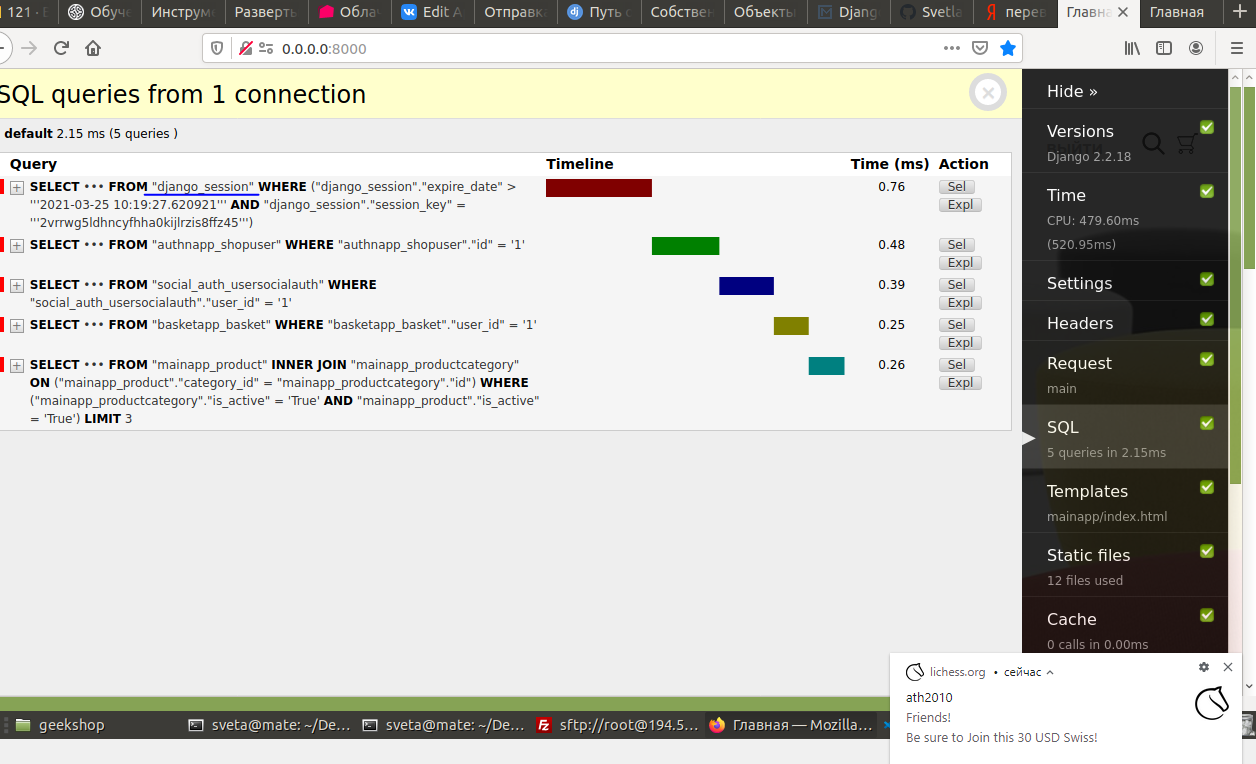 121 - Е
Обуче
Инструм
Разверть
Облач
Edit A
Отправка
Путь с
Собствен
Объекты
Djang
Svetla
перев
Главна
Главная
0.0.0.0:8000
SQL queries from 1 connection
default 2.15 ms (5 queries )
Query Timeline Time (ms) Action
SELECT ••• FROM "django_session" WHERE ("django_session"."expire_date" >
'''2021-03-25 10:19:27.620921''' AND "django_session"."session_key" =
'''2vrrwg5ldhncyfhha0kijlrzis8ffz45''')
0.76
Sel
Expl
SELECT ••• FROM "authnapp_shopuser" WHERE "authnapp_shopuser"."id" = '1'
0.48
Sel
Expl
SELECT ••• FROM "social_auth_usersocialauth" WHERE
"social_auth_usersocialauth"."user_id" = '1'
0.39
Sel
Expl
SELECT ••• FROM "basketapp_basket" WHERE "basketapp_basket"."user_id" = '1'
0.25
Sel
Expl
SELECT ••• FROM "mainapp_product" INNER JOIN "mainapp_productcategory"
ON ("mainapp_product"."category_id" = "mainapp_productcategory"."id") WHERE
("mainapp_productcategory"."is_active" = 'True' AND "mainapp_product"."is_active"
= 'True') LIMIT 3
0.26
Sel
Expl
Hide »
Versions
Django 2.2.18
Time
CPU: 479.60ms
(520.95ms)
Settings
Headers
Request
main
SQL
5 queries in 2.15ms
Templates
mainapp/index.html
Static files
12 files used
Cache
0 calls in 0.00ms
lichess.org • сейчас
ath2010
Friends!
Be sure to Join this 30 USD Swiss!
geekshop
sveta@mate: ~/De...
sveta@mate: ~/De...
sftp://root@194.5...
Главная — Mozilla...